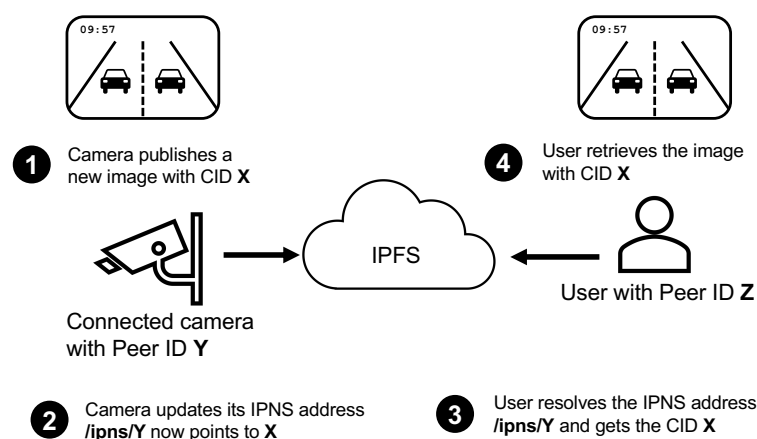 09:57
1
Camera publishes a
new image with CID X
Connected camera
with Peer ID Y
2
Camera updates its IPNS address
/ipns/Y now points to X
IPFS
09:57
4
User retrieves the image
with CID X
User with Peer ID Z
3
User resolves the IPNS address
/ipns/Y and gets the CID X